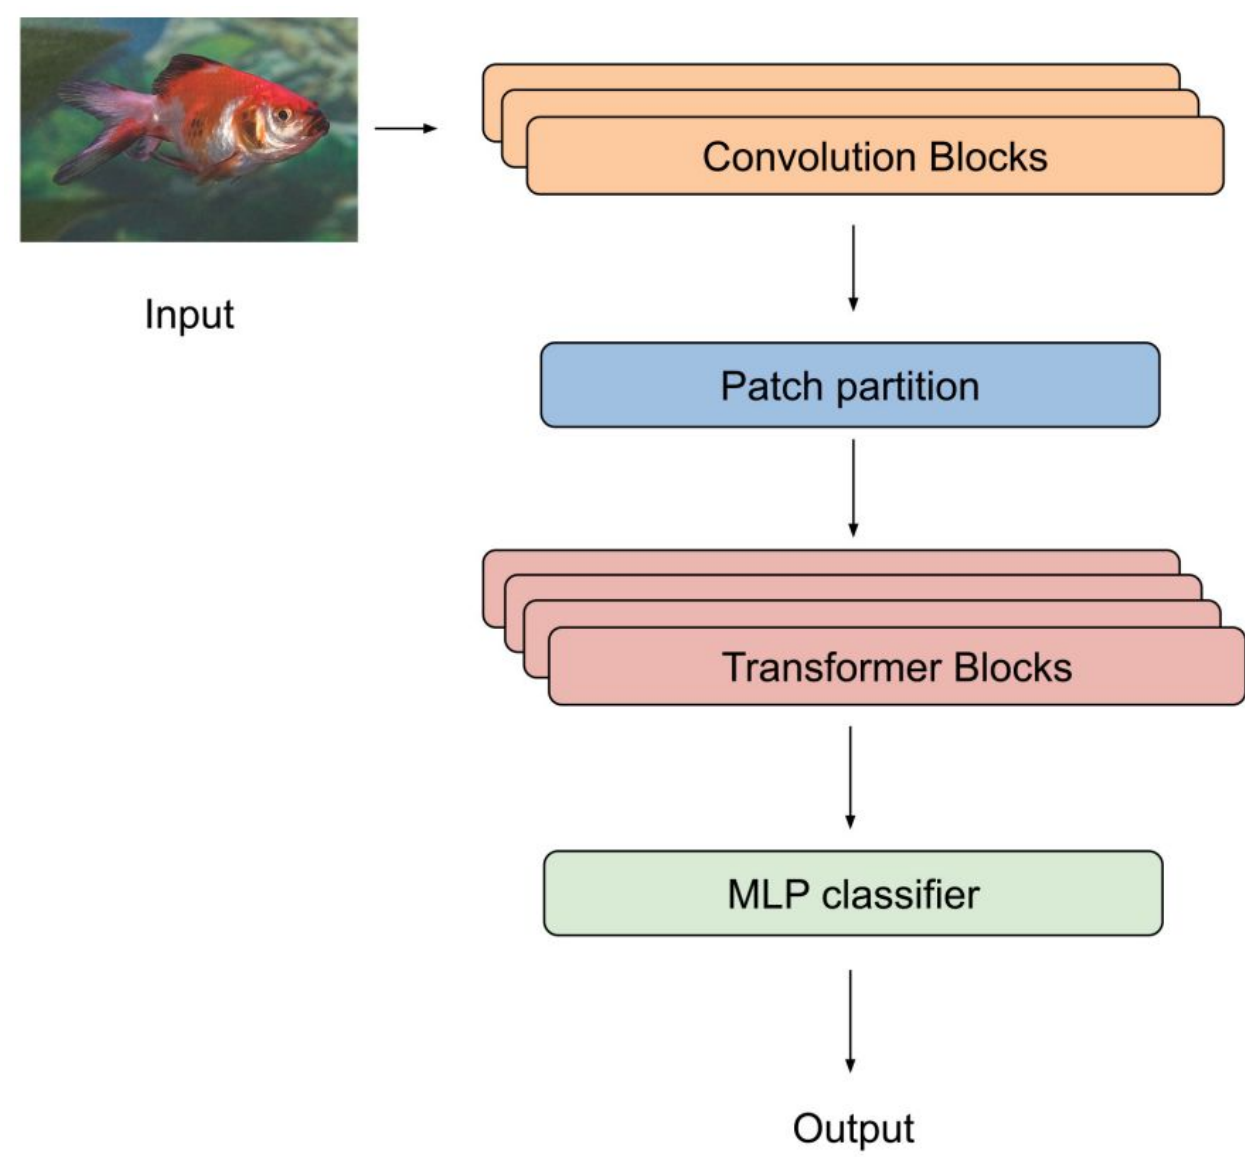 Input
Convolution Blocks
Patch partition
Transformer Blocks
MLP classifier
Output